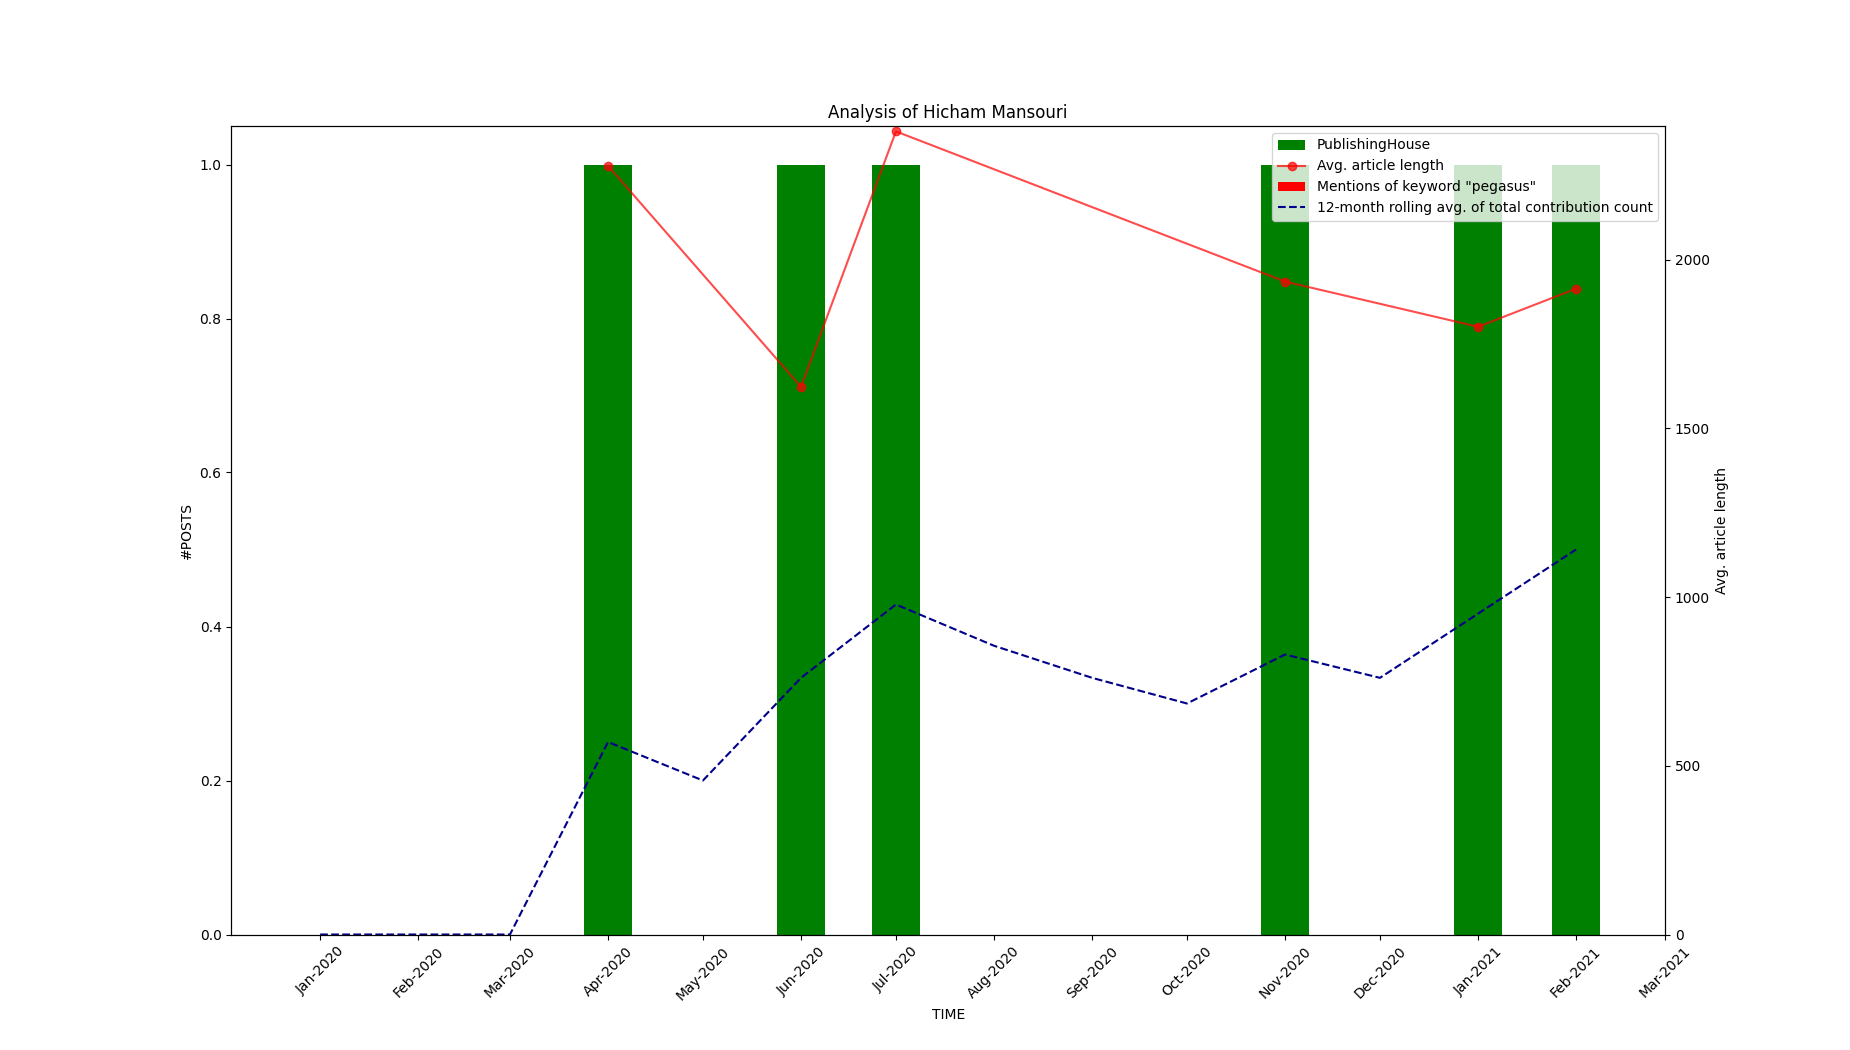 Analysis of Hicham Mansouri
PublishingHouse
Avg. article length
Mentions of keyword "pegasus"
12-month rolling avg. of total contribution count
1.0
0.8
0.6
0.4
0.2
0.0
#POSTS
2000
1500
1000
500
0
Avg. article length
Jan-2020
Feb-2020
Mar-2020
Apr-2020
May-2020
Jun-2020
Jul-2020
Aug-2020
Sep-2020
Oct-2020
Nov-2020
Dec-2020
Jan-2021
Feb-2021
Mar-2021
TIME